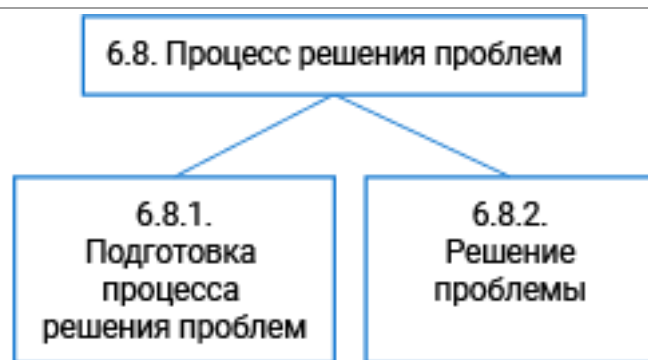 6.8. Процесс решения проблем
6.8.1.
Подготовка
процесса
решения проблем
6.8.2.
Решение
проблемы